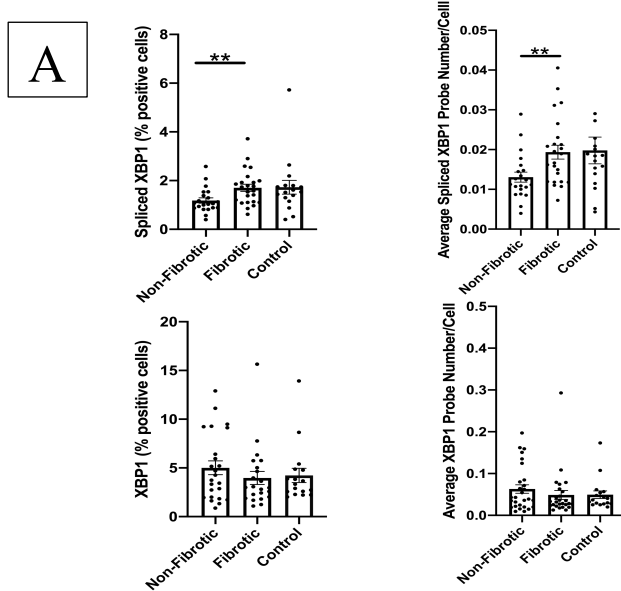 A
Spliced XBP1 (% positive cells)
8
6
4
2
0
**
Non-Fibrotic
Fibrotic
Control
Average Spliced XBP1 Probe Number/Celll
0.05
0.04
0.03
0.02
0.01
0.00
**
Non-Fibrotic
Fibrotic
Control
XBP1 (% positive cells)
20
15
10
5
0
Non-Fibrotic
Fibrotic
Control
Average XBP1 Probe Number/Cell
0.5
0.4
0.3
0.2
0.1
0.0
Non-Fibrotic
Fibrotic
Control